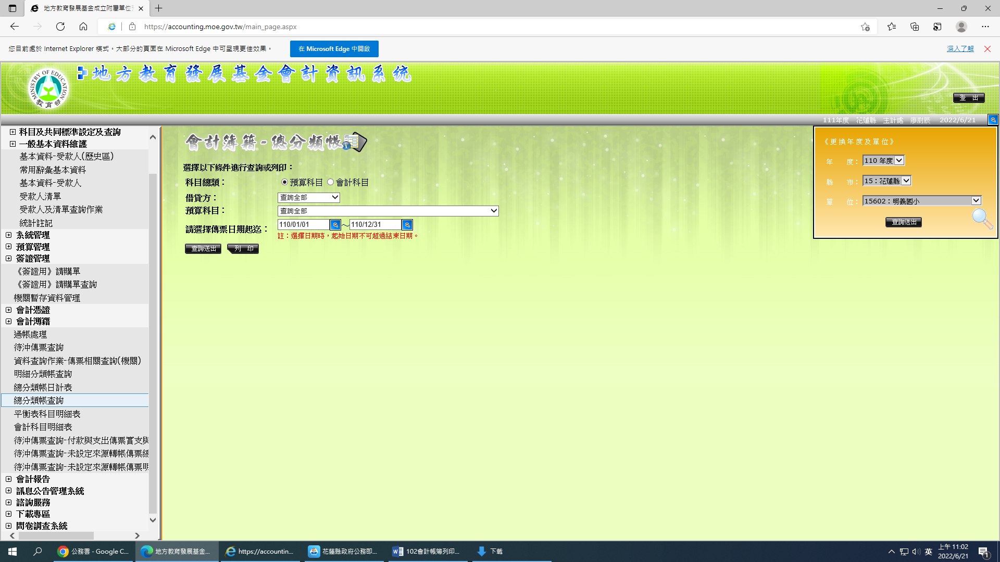 地方教育發展基金成立附屬單位
https://accounting.moe.gov.tw/main_page.aspx
您目前處於 Internet Explorer 模式。大部分的頁面在 Microsoft Edge 中可呈現更佳效果。
在 Microsoft Edge 中開啟
深入了解
地方教育發展基金會計資訊系統
MINISTRY OF EDUCATION
教育部
登 出
111年度 花蓮縣 主計處 廖尉辰 2022/6/21
科目及共同標準設定及查詢
一般基本資料維護
基本資料-受款人(歷史區)
常用辭彙基本資料
基本資料-受款人
受款人清單
受款人及清單查詢作業
統計註記
系統管理
預算管理
簽證管理
《簽證用》請購單
《簽證用》請購單查詢
機關暫存資料管理
會計憑證
會計簿籍
過帳處理
待沖傳票查詢
資料查詢作業-傳票相關查詢(機關)
明細分類帳查詢
總分類帳日計表
總分類帳查詢
平衡表科目明細表
會計科目明細表
待沖傳票查詢-付款與支出傳票實支與
待沖傳票查詢-未設定來源轉帳傳票總
待沖傳票查詢-未設定來源轉帳傳票明
會計報告
訊息公告管理系統
諮詢服務
下載專區
問卷調查系統
會計簿籍-總分類帳
選擇以下條件進行查詢或列印：
科目總類： 預算科目 會計科目
借貸方： 查詢全部
預算科目： 查詢全部
請選擇傳票日期起迄： 110/01/01 ～ 110/12/31
註：選擇日期時，起始日期不可超過結束日期。
查詢送出 列 印
《更換年度及單位》
年 度： 110 年度
縣 市： 15：花蓮縣
單 位： 15602：明義國小
查詢送出
公務雲 - Google C...
地方教育發展基金...
https://accountin...
花蓮縣政府公務即...
102會計帳簿列印...
下載
英
上午 11:02
2022/6/21
1